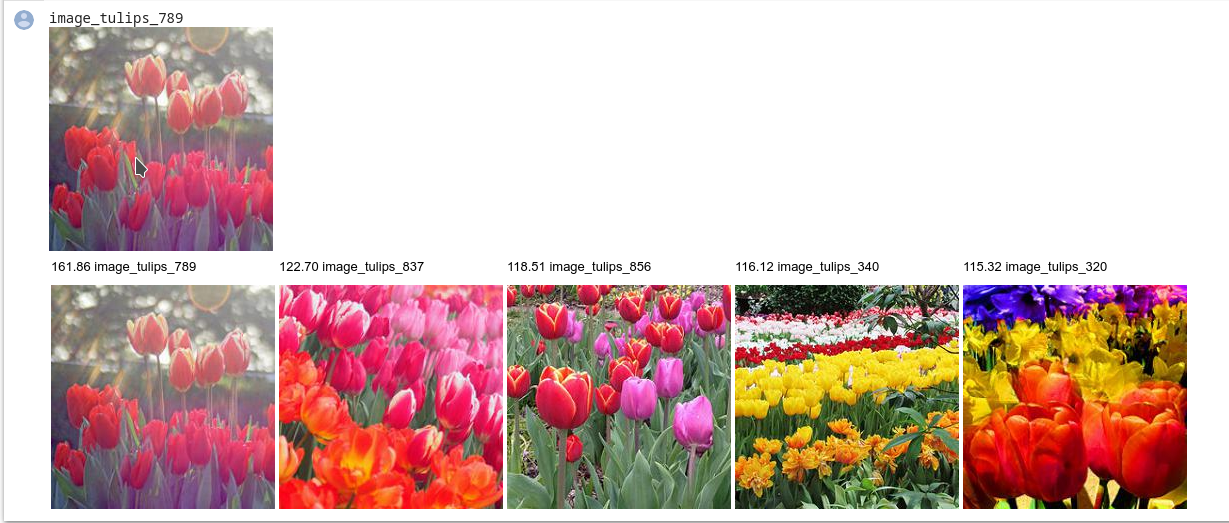 image_tulips_789
161.86 image_tulips_789
122.70 image_tulips_837
118.51 image_tulips_856
116.12 image_tulips_340
115.32 image_tulips_320